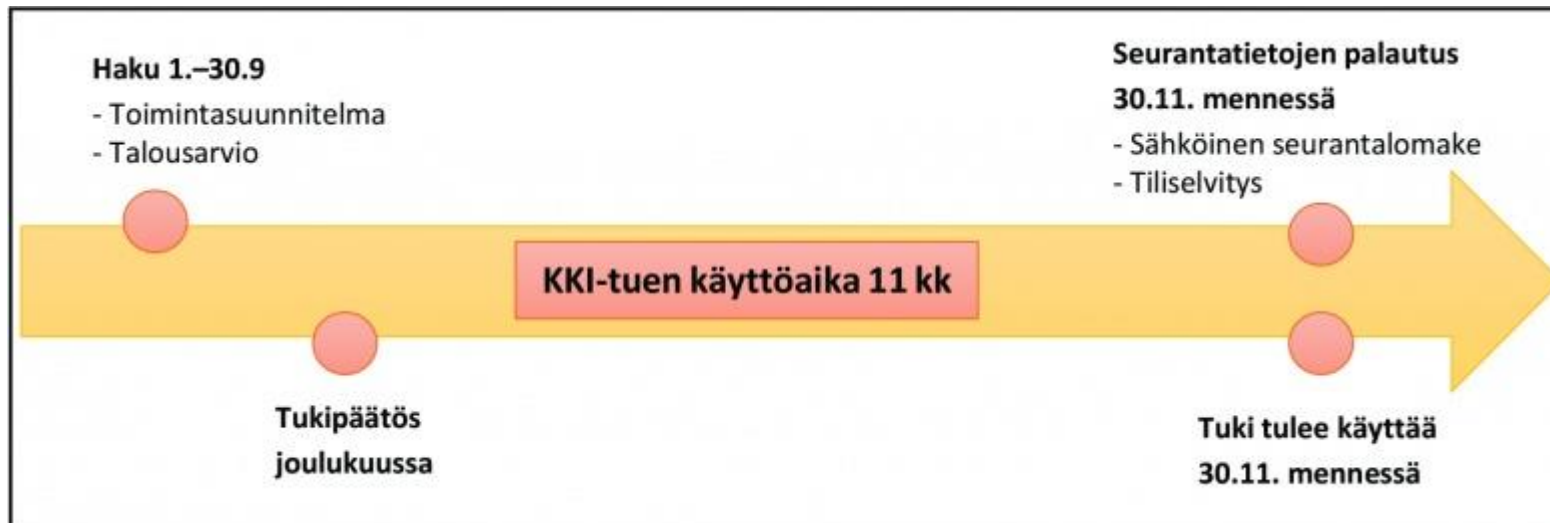 Haku 1.–30.9
- Toimintasuunnitelma
- Talousarvio
Seurantatietojen palautus
30.11. mennessä
- Sähköinen seurantalomake
- Tiliselvitys
KKI-tuen käyttöaika 11 kk
Tukipäätös
joulukuussa
Tuki tulee käyttää
30.11. mennessä